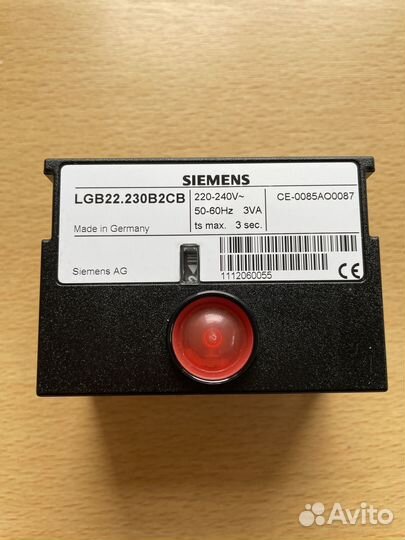 SIEMENS
LGB22.230B2CB
220-240V~
50-60Hz 3VA
ts max. 3 sec.
CE-0085AO0087
Made in Germany
Siemens AG
1112060055
CE
Avito